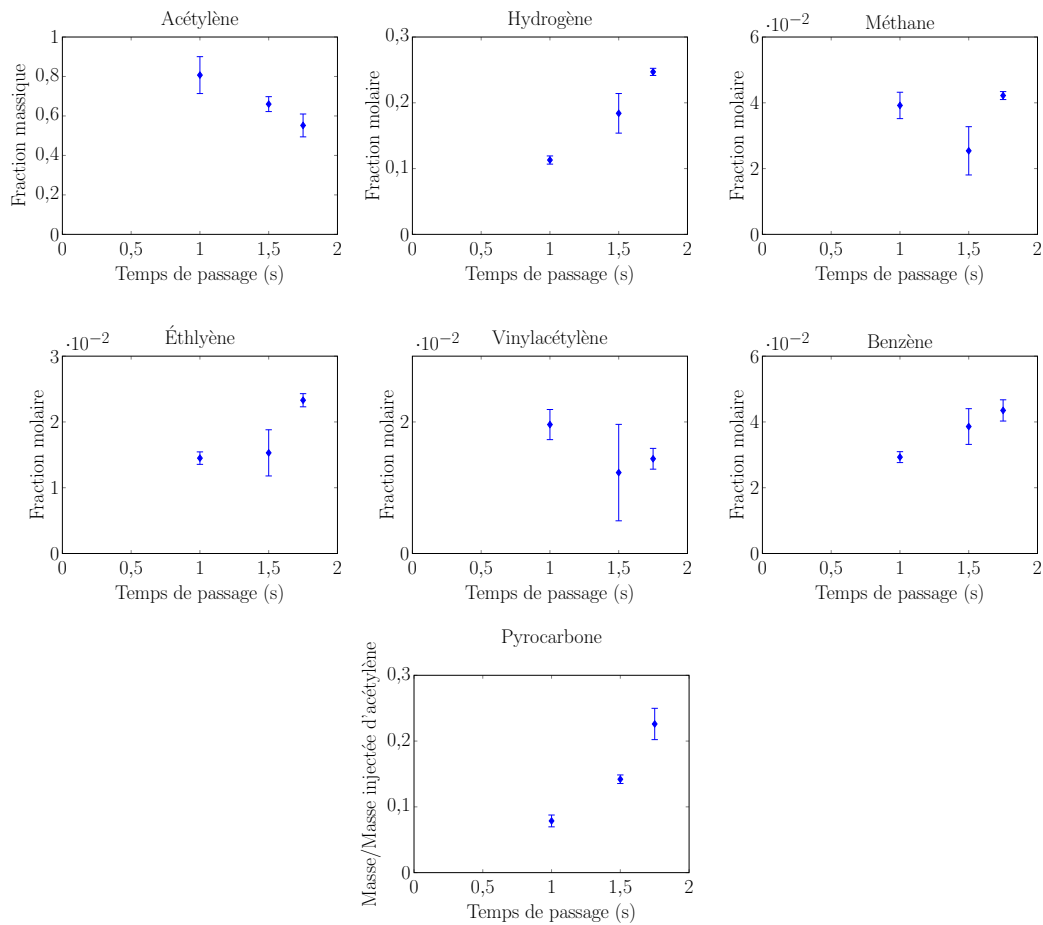 Acétylène
Fraction massique
1
0,8
0,6
0,4
0,2
0
0 0,5 1 1,5 2
Temps de passage (s)
Hydrogène
Fraction molaire
0,3
0,2
0,1
0
0 0,5 1 1,5 2
Temps de passage (s)
Méthane
·10⁻²
Fraction molaire
6
4
2
0
0 0,5 1 1,5 2
Temps de passage (s)
Éthlyène
·10⁻²
Fraction molaire
3
2
1
0
0 0,5 1 1,5 2
Temps de passage (s)
Vinylacétylène
·10⁻²
Fraction molaire
2
0
0 0,5 1 1,5 2
Temps de passage (s)
Benzène
·10⁻²
Fraction molaire
6
4
2
0
0 0,5 1 1,5 2
Temps de passage (s)
Pyrocarbone
Masse/Masse injectée d'acétylène
0,3
0,2
0,1
0
0 0,5 1 1,5 2
Temps de passage (s)